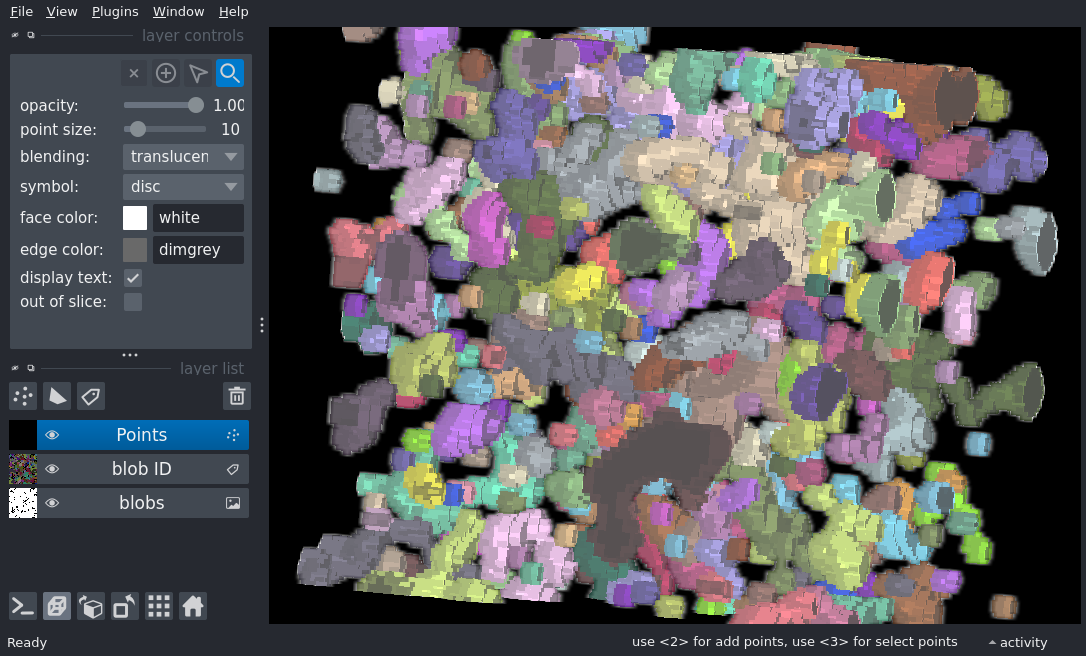 File View Plugins Window Help
layer controls
opacity: 1.00
point size: 10
blending: translucen
symbol: disc
face color: white
edge color: dimgrey
display text:
out of slice:
layer list
Points
blob ID
blobs
Ready
use <2> for add points, use <3> for select points
activity